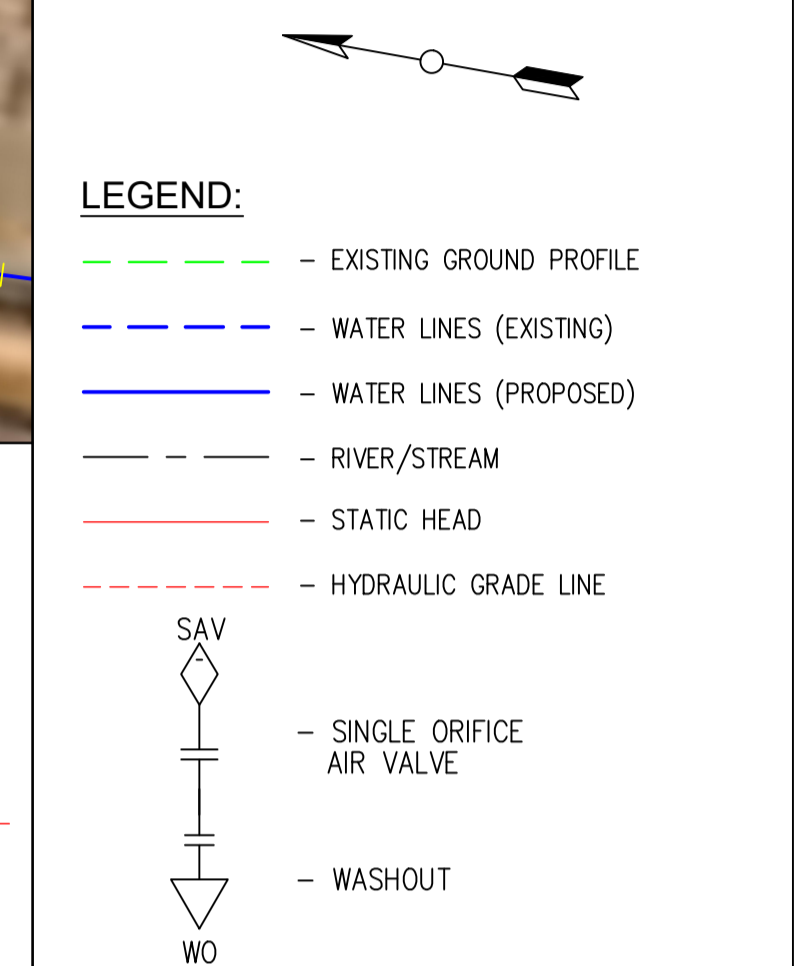 LEGEND:
– EXISTING GROUND PROFILE
– WATER LINES (EXISTING)
– WATER LINES (PROPOSED)
– RIVER/STREAM
– STATIC HEAD
– HYDRAULIC GRADE LINE
SAV
– SINGLE ORIFICE
AIR VALVE
– WASHOUT
WO